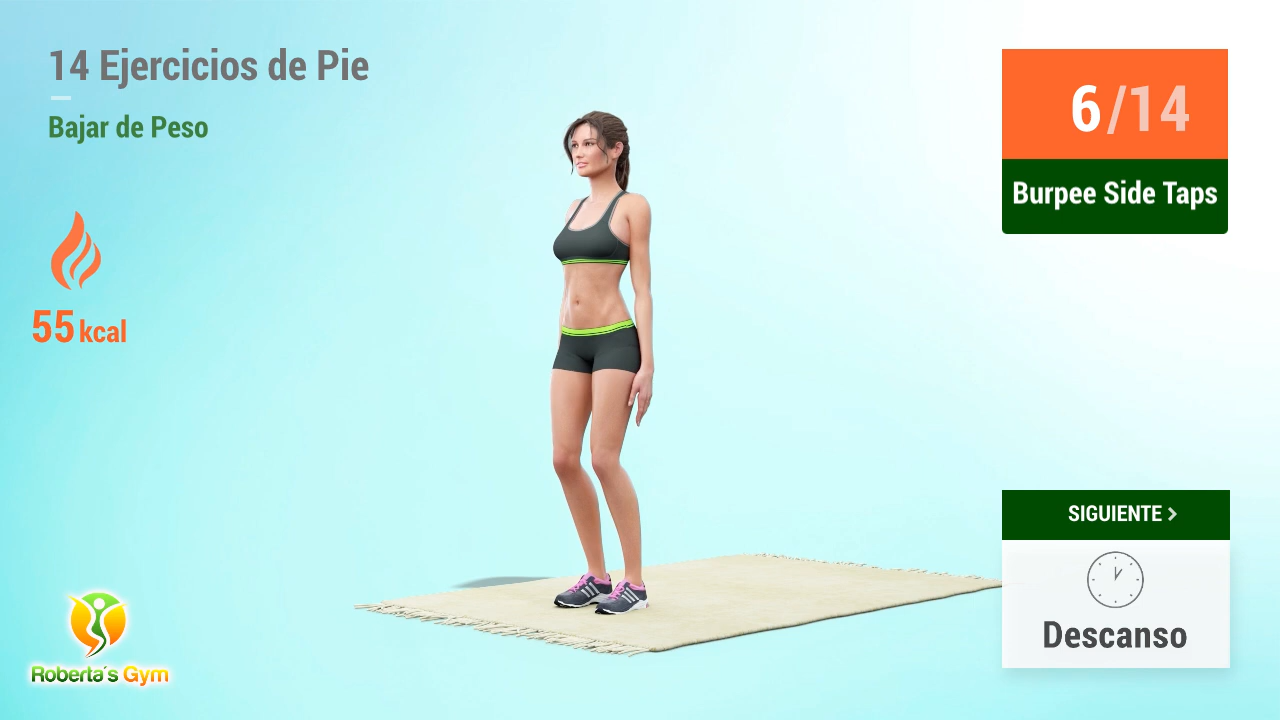 14 Ejercicios de Pie
Bajar de Peso
6/14
Burpee Side Taps
55 kcal
SIGUIENTE >
Descanso
Roberta´s Gym